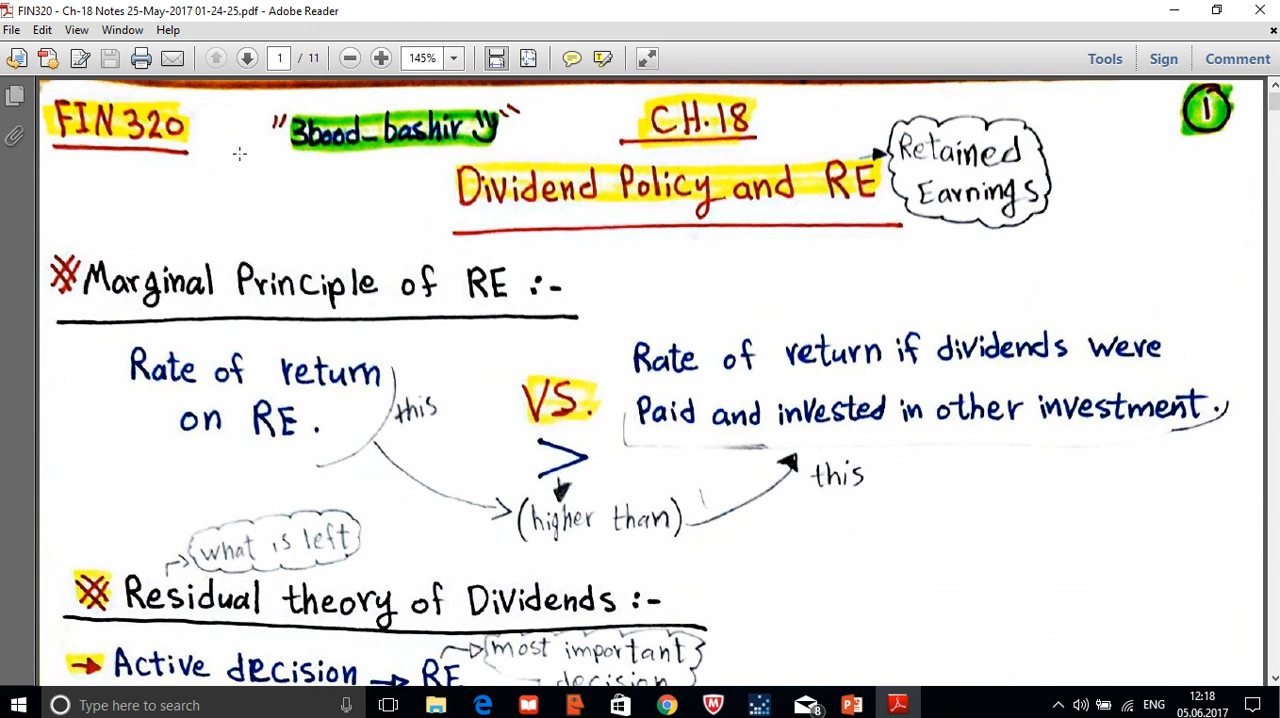 FIN320 - Ch-18 Notes 25-May-2017 01-24-25.pdf - Adobe Reader
File Edit View Window Help
1 / 11 145% Tools Sign Comment
FIN 320 "3bood_bashir" CH.18 1
Dividend Policy and RE
Retained
Earnings
Marginal Principle of RE :-
Rate of return
on RE.
this
VS.
>
Rate of return if dividends were
Paid and invested in other investment.
(higher than)
this
what is left
Residual theory of Dividends :-
Active decision → RE
most important
decision
Type here to search
8
ENG
12:18
05.06.2017